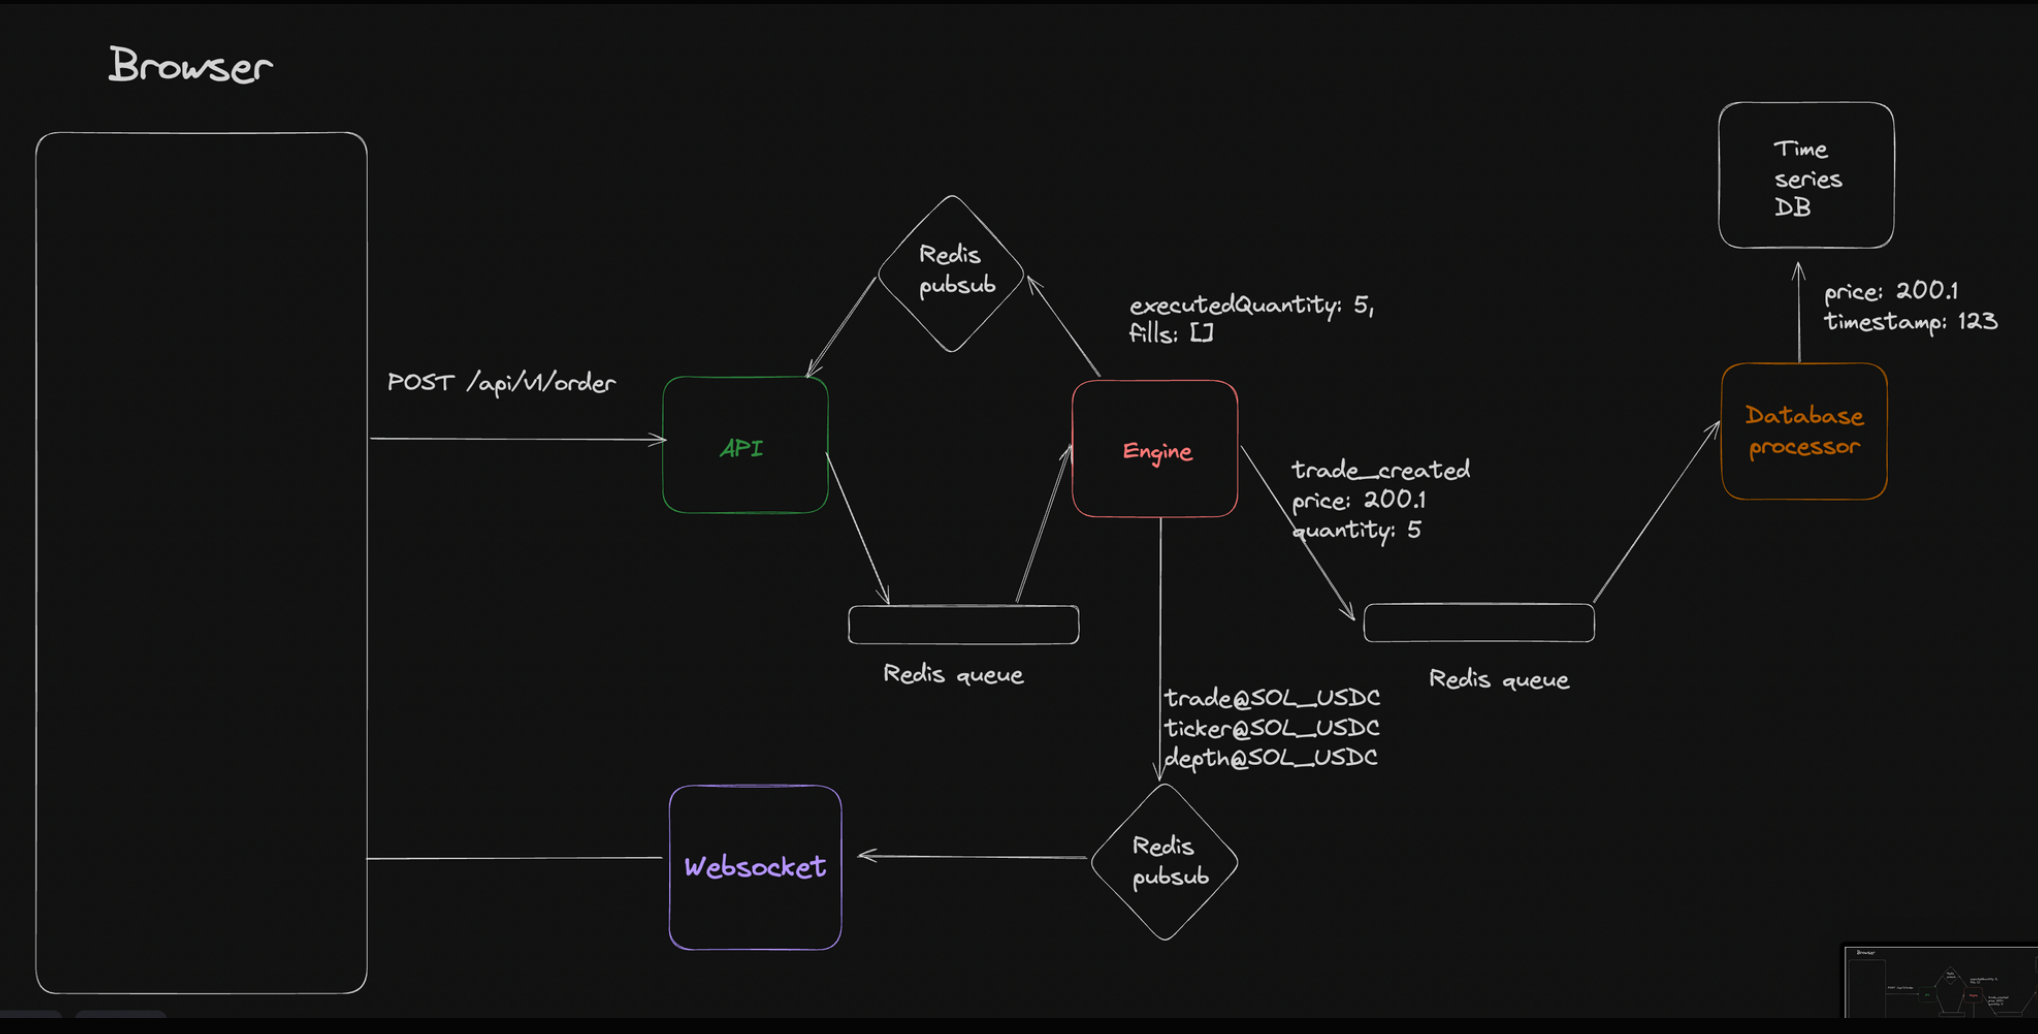 Browser
Time
series
DB
Redis
pubsub
executedQuantity: 5,
fills: []
price: 200.1
timestamp: 123
POST /api/v1/order
API
Engine
Database
processor
trade_created
price: 200.1
quantity: 5
Redis queue
Redis queue
trade@SOL_USDC
ticker@SOL_USDC
depth@SOL_USDC
Websocket
Redis
pubsub
Browser